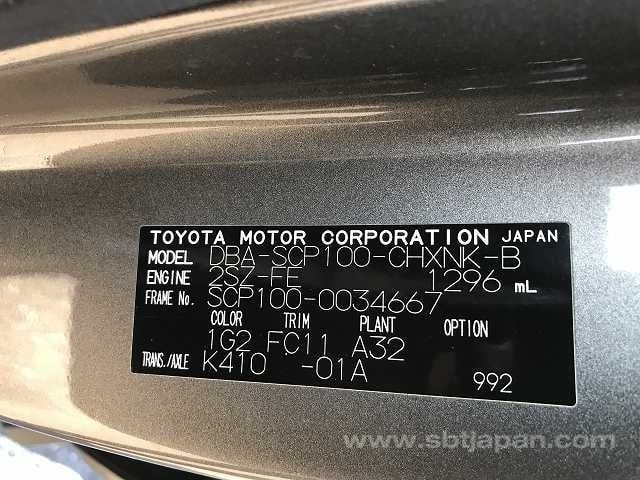 TOYOTA MOTOR CORPORATION JAPAN
MODEL DBA-SCP100-CHXNK-B
ENGINE 2SZ-FE 1296 mL
FRAME No. SCP100-0034667
COLOR TRIM PLANT OPTION
1G2 FC11 A32
TRANS./AXLE K410 -01A 992
www.sbtjapan.com